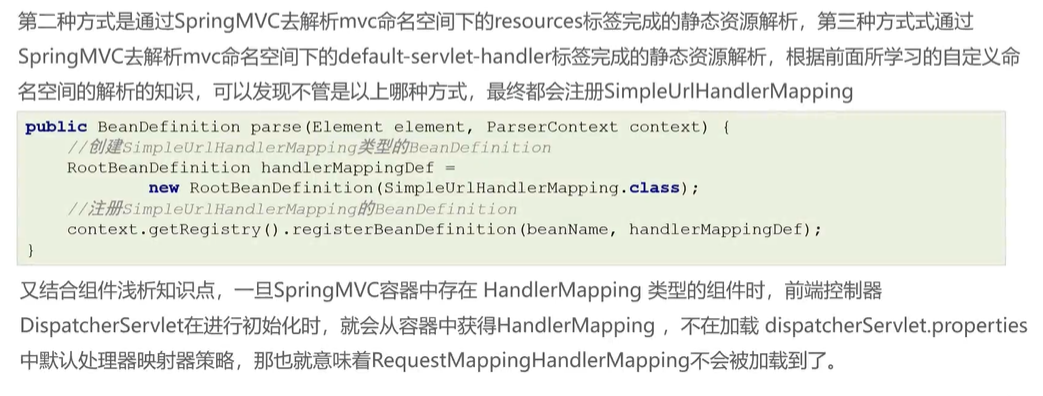 第二种方式是通过SpringMVC去解析mvc命名空间下的resources标签完成的静态资源解析，第三种方式式通过
SpringMVC去解析mvc命名空间下的default-servlet-handler标签完成的静态资源解析，根据前面所学习的自定义命
名空间的解析的知识，可以发现不管是以上哪种方式，最终都会注册SimpleUrlHandlerMapping
public BeanDefinition parse(Element element, ParserContext context) {
//创建SimpleUrlHandlerMapping类型的BeanDefinition
RootBeanDefinition handlerMappingDef =
new RootBeanDefinition(SimpleUrlHandlerMapping.class);
//注册SimpleUrlHandlerMapping的BeanDefinition
context.getRegistry().registerBeanDefinition(beanName, handlerMappingDef);
}
又结合组件浅析知识点，一旦SpringMVC容器中存在 HandlerMapping 类型的组件时，前端控制器
DispatcherServlet在进行初始化时，就会从容器中获得HandlerMapping ，不在加载 dispatcherServlet.properties
中默认处理器映射器策略，那也就意味着RequestMappingHandlerMapping不会被加载到了。